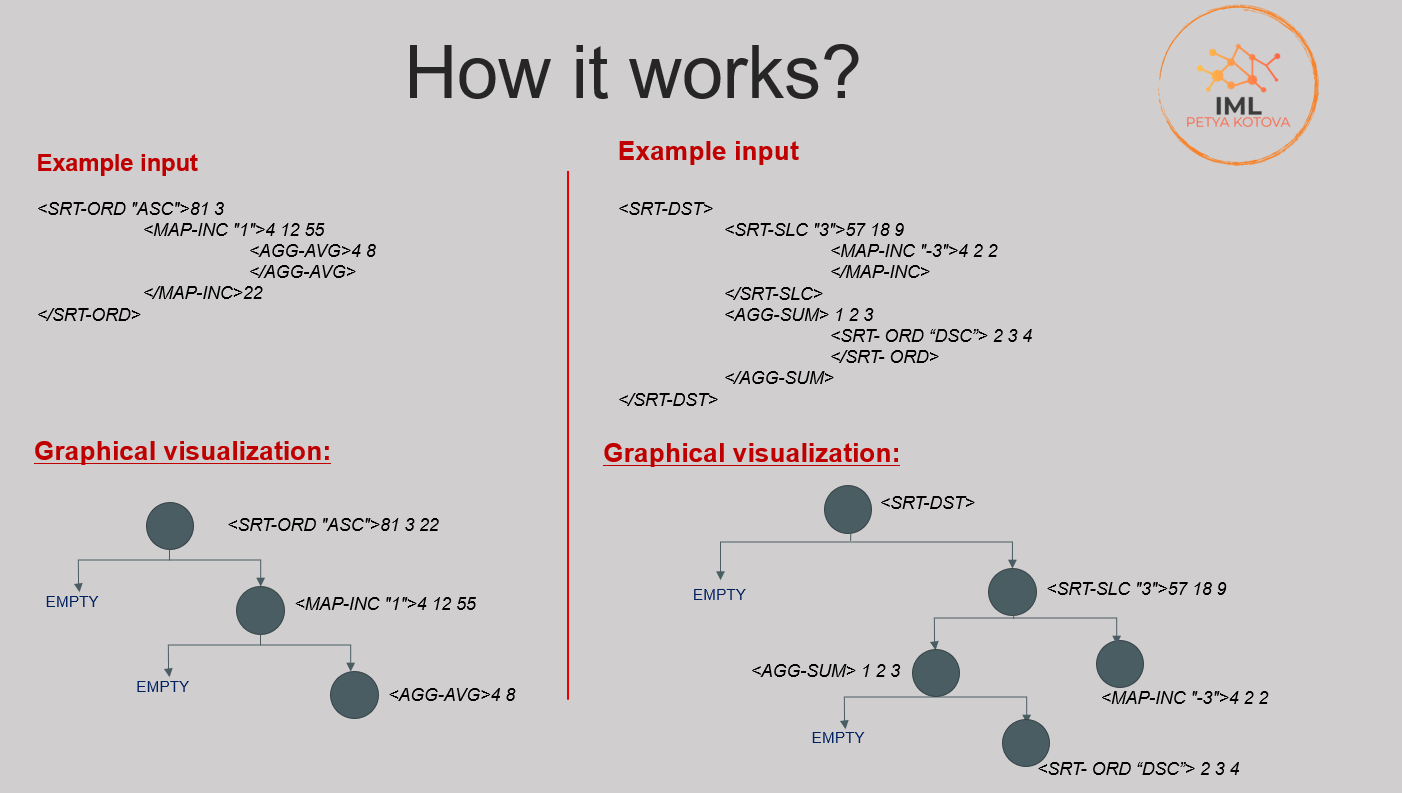 How it works?
IML
PETYA KOTOVA
Example input
<SRT-ORD "ASC">81 3
<MAP-INC "1">4 12 55
<AGG-AVG>4 8
</AGG-AVG>
</MAP-INC>22
</SRT-ORD>
Graphical visualization:
<SRT-ORD "ASC">81 3 22
EMPTY
<MAP-INC "1">4 12 55
EMPTY
<AGG-AVG>4 8
Example input
<SRT-DST>
<SRT-SLC "3">57 18 9
<MAP-INC "-3">4 2 2
</MAP-INC>
</SRT-SLC>
<AGG-SUM> 1 2 3
<SRT- ORD “DSC”> 2 3 4
</SRT- ORD>
</AGG-SUM>
</SRT-DST>
Graphical visualization:
<SRT-DST>
EMPTY
<SRT-SLC "3">57 18 9
<AGG-SUM> 1 2 3
<MAP-INC "-3">4 2 2
EMPTY
<SRT- ORD “DSC”> 2 3 4